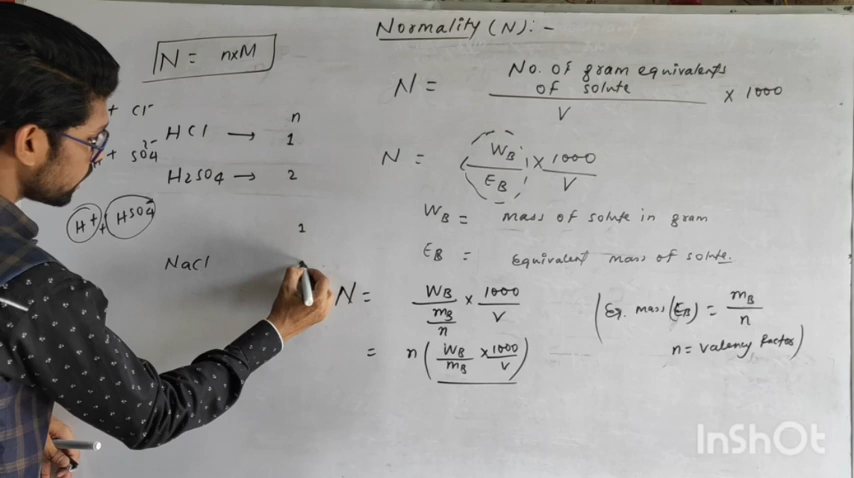 Normality (N): -
N = n×M
N = No. of gram equivalents of solute / V × 1000
+ Cl⁻
n
HCl → 1
+ SO4²⁻
H2SO4 → 2
H⁺ + HSO4⁻
1
NaCl
N = WB/EB × 1000/V
WB = mass of solute in gram
EB = Equivalent mass of solute.
N = WB/(mB/n) × 1000/V
(Eq. mass (EB) = mB/n
n = valency factor)
= n (WB/mB × 1000/V)
InShOt